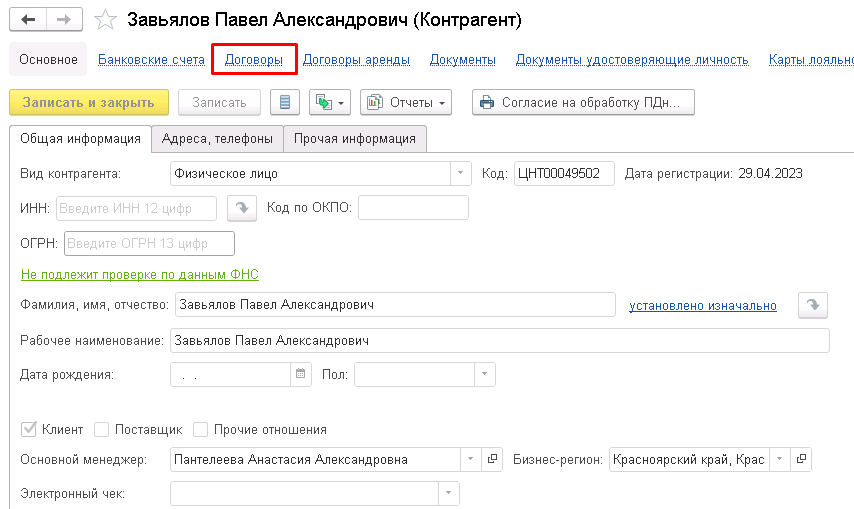 Завьялов Павел Александрович (Контрагент)
Основное Банковские счета Договоры Договоры аренды Документы Документы удостоверяющие личность Карты лояльно
Записать и закрыть Записать Отчеты Согласие на обработку ПДн...
Общая информация Адреса, телефоны Прочая информация
Вид контрагента: Физическое лицо Код: ЦНТ00049502 Дата регистрации: 29.04.2023
ИНН: Введите ИНН 12 цифр Код по ОКПО:
ОГРН: Введите ОГРН 13 цифр
Не подлежит проверке по данным ФНС
Фамилия, имя, отчество: Завьялов Павел Александрович установлено изначально
Рабочее наименование: Завьялов Павел Александрович
Дата рождения: . . Пол:
Клиент Поставщик Прочие отношения
Основной менеджер: Пантелеева Анастасия Александровна Бизнес-регион: Красноярский край, Крас
Электронный чек: